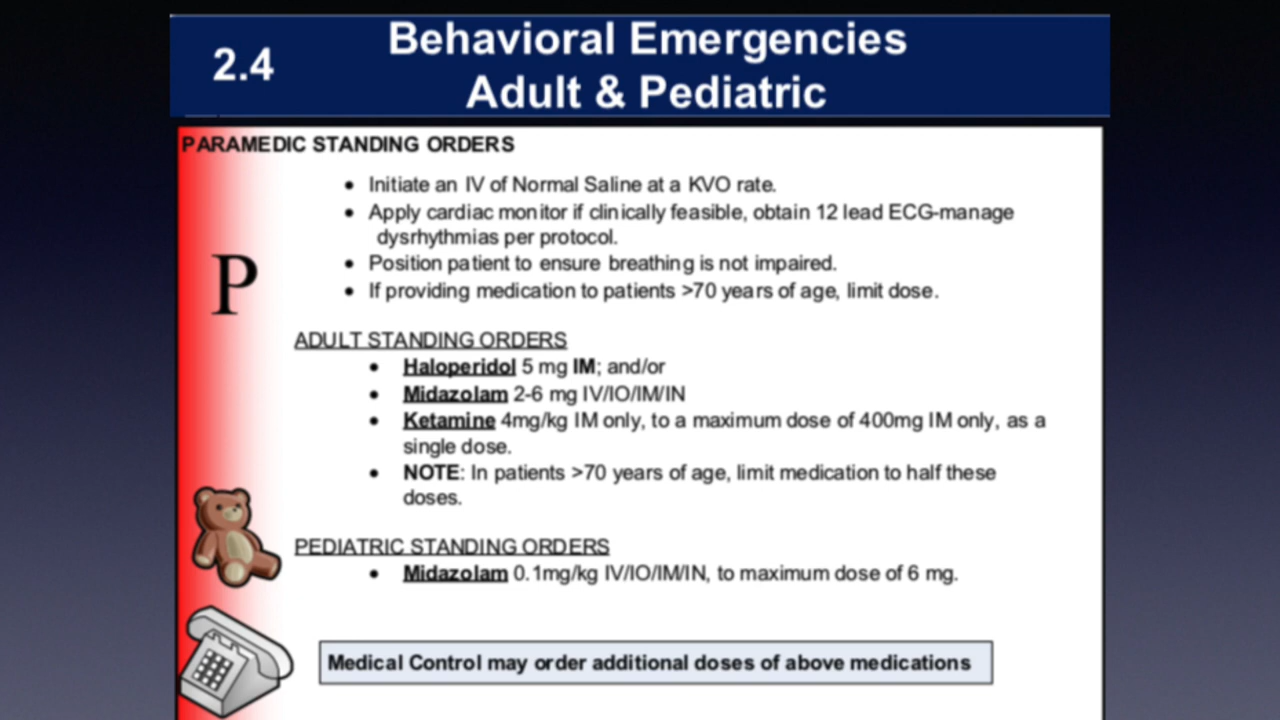 2.4
Behavioral Emergencies
Adult & Pediatric
PARAMEDIC STANDING ORDERS
P
• Initiate an IV of Normal Saline at a KVO rate.
• Apply cardiac monitor if clinically feasible, obtain 12 lead ECG-manage
dysrhythmias per protocol.
• Position patient to ensure breathing is not impaired.
• If providing medication to patients >70 years of age, limit dose.
ADULT STANDING ORDERS
• Haloperidol 5 mg IM; and/or
• Midazolam 2-6 mg IV/IO/IM/IN
• Ketamine 4mg/kg IM only, to a maximum dose of 400mg IM only, as a
single dose.
• NOTE: In patients >70 years of age, limit medication to half these
doses.
PEDIATRIC STANDING ORDERS
• Midazolam 0.1mg/kg IV/IO/IM/IN, to maximum dose of 6 mg.
Medical Control may order additional doses of above medications